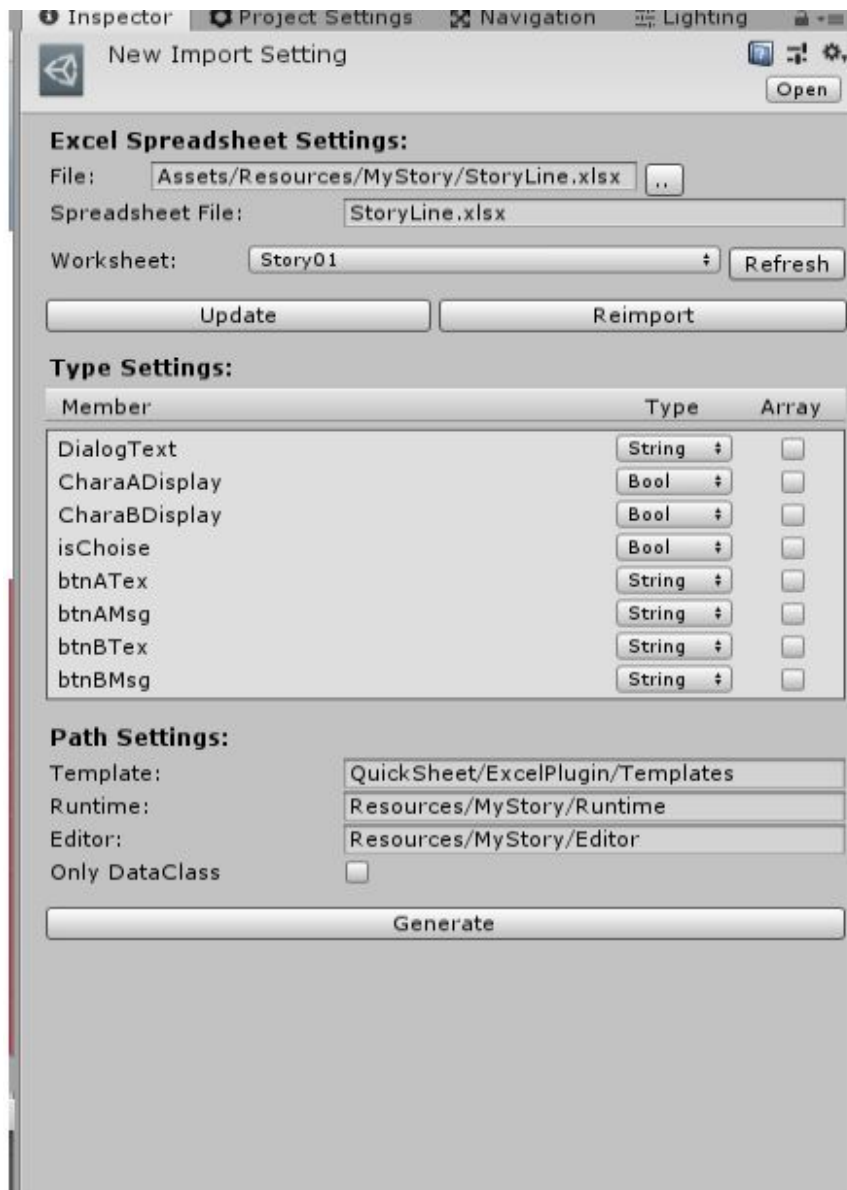 Inspector Project Settings Navigation Lighting
New Import Setting
Open
Excel Spreadsheet Settings:
File: Assets/Resources/MyStory/StoryLine.xlsx ..
Spreadsheet File: StoryLine.xlsx
Worksheet: Story01 Refresh
Update Reimport
Type Settings:
Member Type Array
DialogText String
CharaADisplay Bool
CharaBDisplay Bool
isChoise Bool
btnATex String
btnAMsg String
btnBTex String
btnBMsg String
Path Settings:
Template: QuickSheet/ExcelPlugin/Templates
Runtime: Resources/MyStory/Runtime
Editor: Resources/MyStory/Editor
Only DataClass
Generate